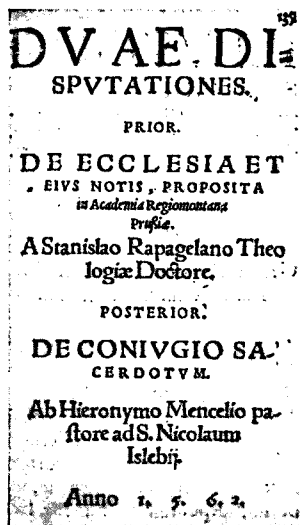 139
DVAE DI
SPVTATIONES.
PRIOR.
DE ECCLESIA ET
EIVS NOTIS, PROPOSITA
in Academia Regiomontana
Prußiæ.
A Stanislao Rapagelano Theo
logiæ Doctore.
POSTERIOR.
DE CONIVGIO SA-
CERDOTVM.
Ab Hieronymo Mencelio pa-
store ad S. Nicolaum
Islebij.
Anno 1. 5. 6. 2.